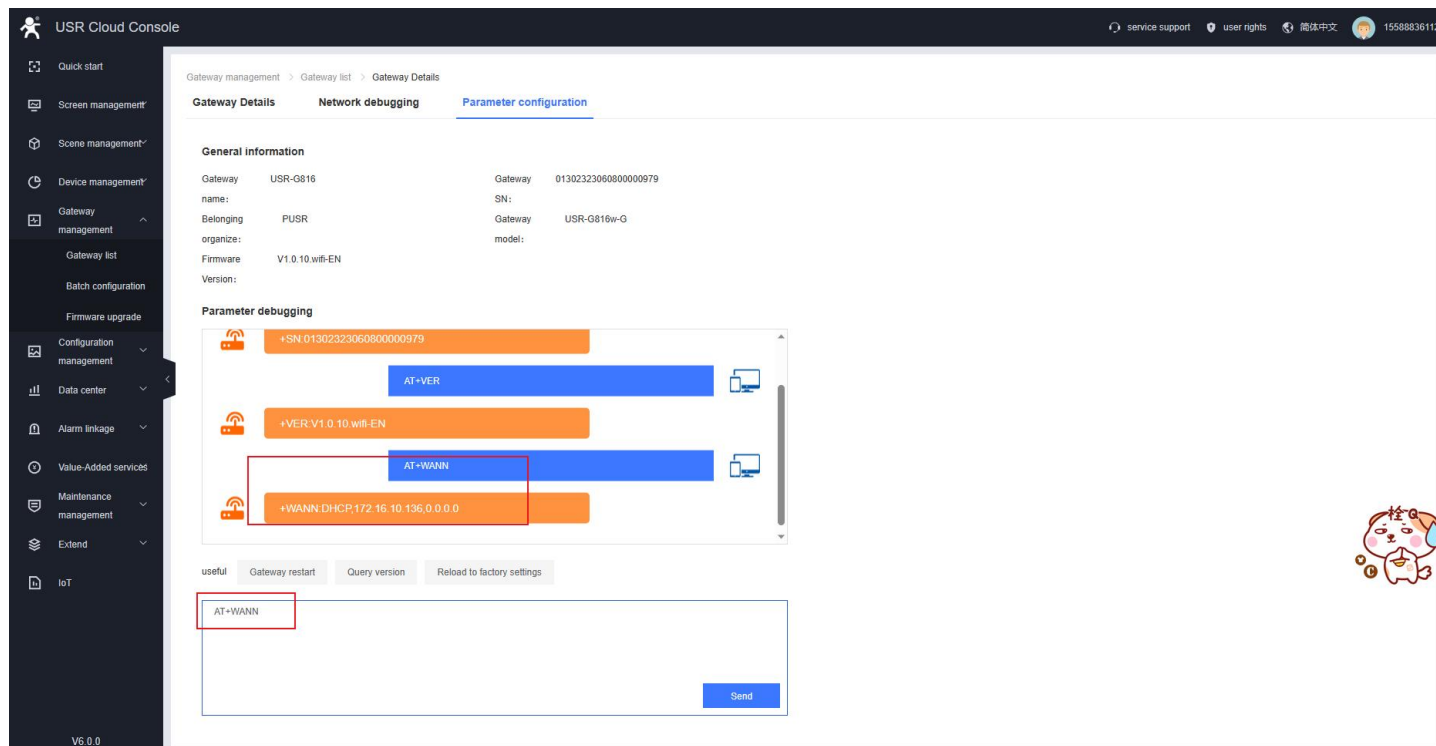 USR Cloud Console
service support
user rights
简体中文
Quick start
Screen management
Scene management
Device management
Gateway
management
Gateway list
Batch configuration
Firmware upgrade
Configuration
management
Data center
Alarm linkage
Value-Added services
Maintenance
management
Extend
IoT
V6.0.0
Gateway management > Gateway list > Gateway Details
Gateway Details
Network debugging
Parameter configuration
General information
Gateway name: USR-G816
Gateway SN: 01302323060800000979
Belonging organize: PUSR
Gateway model: USR-G816w-G
Firmware Version: V1.0.10.wifi-EN
Parameter debugging
+SN:01302323060800000979
AT+VER
+VER:V1.0.10.wifi-EN
AT+WANN
+WANN:DHCP,172.16.10.136,0.0.0.0
useful
Gateway restart
Query version
Reload to factory settings
AT+WANN
Send
栓Q